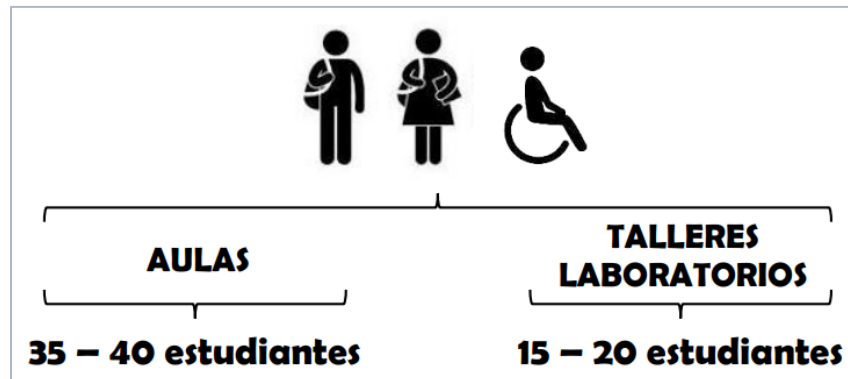 AULAS
TALLERES
LABORATORIOS
35 – 40 estudiantes
15 – 20 estudiantes